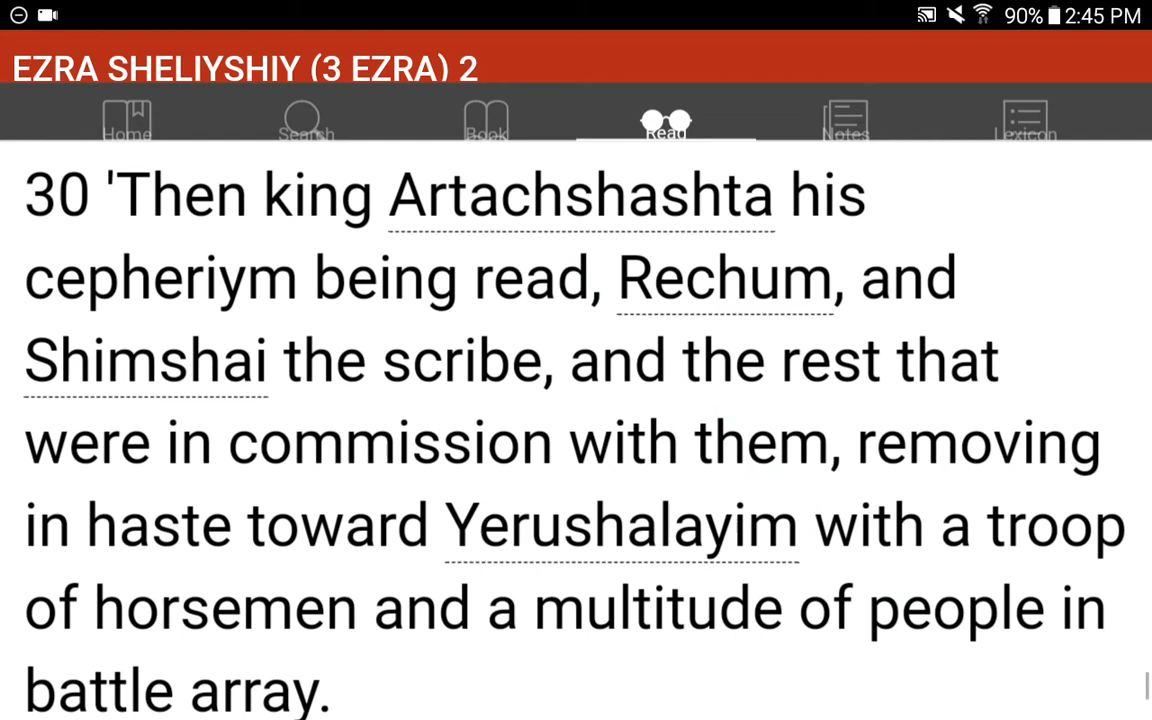 90% 2:45 PM
EZRA SHELIYSHIY (3 EZRA) 2
Home Search Book Read Notes Lexicon
30 'Then king Artachshashta his
cepheriym being read, Rechum, and
Shimshai the scribe, and the rest that
were in commission with them, removing
in haste toward Yerushalayim with a troop
of horsemen and a multitude of people in
battle array.